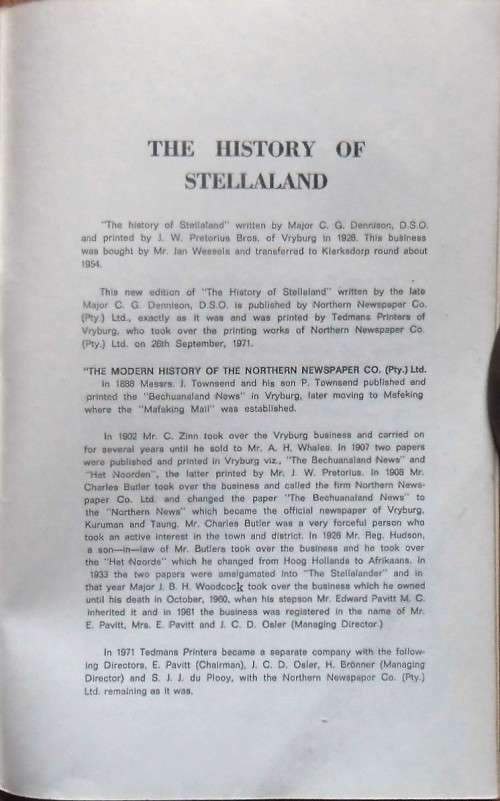 THE HISTORY OF
STELLALAND
"The history of Stellaland" written by Major C. G. Dennison, D.S.O.
and printed by J. W. Pretorius Bros. of Vryburg in 1928. This business
was bought by Mr. Jan Wessels and transferred to Klerksdorp round about
1954.
This new edition of "The History of Stellaland" written by the late
Major C. G. Dennison, D.S.O. is published by Northern Newspaper Co.
(Pty.) Ltd., exactly as it was and was printed by Tedmans Printers of
Vryburg, who took over the printing works of Northern Newspaper Co.
(Pty.) Ltd. on 26th September, 1971.
"THE MODERN HISTORY OF THE NORTHERN NEWSPAPER CO. (Pty.) Ltd.
In 1888 Messrs. J. Townsend and his son P. Townsend published and
printed the "Bechuanaland News" in Vryburg, later moving to Mafeking
where the "Mafeking Mail" was established.
In 1902 Mr. C. Zinn took over the Vryburg business and carried on
for several years until he sold to Mr. A. H. Whales. In 1907 two papers
were published and printed in Vryburg viz., "The Bechuanaland News" and
"Het Noorden", the latter printed by Mr. J. W. Pretorius. In 1908 Mr.
Charles Butler took over the business and called the firm Northern News-
paper Co. Ltd. and changed the paper "The Bechuanaland News" to
the "Northern News" which became the official newspaper of Vryburg,
Kuruman and Taung. Mr. Charles Butler was a very forceful person who
took an active interest in the town and district. In 1926 Mr. Reg. Hudson,
a son—in—law of Mr. Butlers took over the business and he took over
the "Het Noorde" which he changed from Hoog Hollands to Afrikaans. In
1933 the two papers were amalgamated into "The Stellalander" and in
that year Major J. B. H. Woodcock took over the business which he owned
until his death in October, 1960, when his stepson Mr. Edward Pavitt M. C.
inherited it and in 1961 the business was registered in the name of Mr.
E. Pavitt, Mrs. E. Pavitt and J. C. D. Osler (Managing Director.)
In 1971 Tedmans Printers became a separate company with the follow-
ing Directors, E. Pavitt (Chairman), J. C. D. Osler, H. Brönner (Managing
Director) and S. J. J. du Plooy, with the Northern Newspaper Co. (Pty.)
Ltd. remaining as it was.